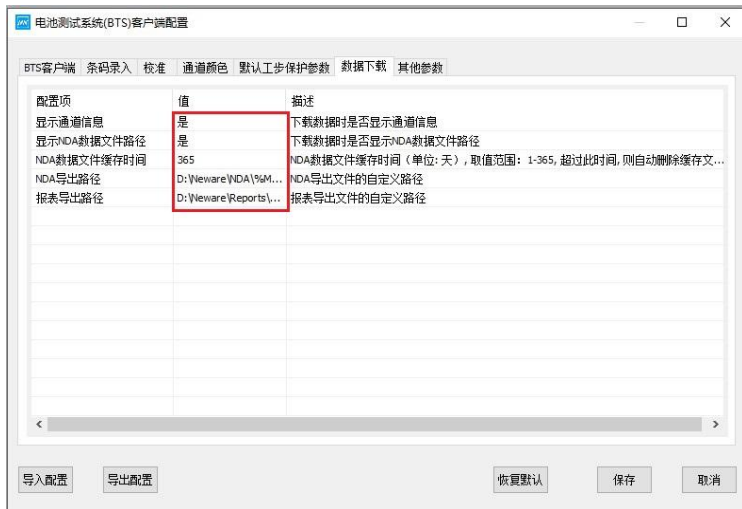 电池测试系统(BTS)客户端配置
BTS客户端 条码录入 校准 通道颜色 默认工步保护参数 数据下载 其他参数
配置项 值 描述
显示通道信息 是 下载数据时是否显示通道信息
显示NDA数据文件路径 是 下载数据时是否显示NDA数据文件路径
NDA数据文件缓存时间 365 NDA数据文件缓存时间（单位:天）,取值范围：1-365,超过此时间,则自动删除缓存文...
NDA导出路径 D:\Neware\NDA\%M... NDA导出文件的自定义路径
报表导出路径 D:\Neware\Reports\... 报表导出文件的自定义路径
导入配置 导出配置 恢复默认 保存 取消